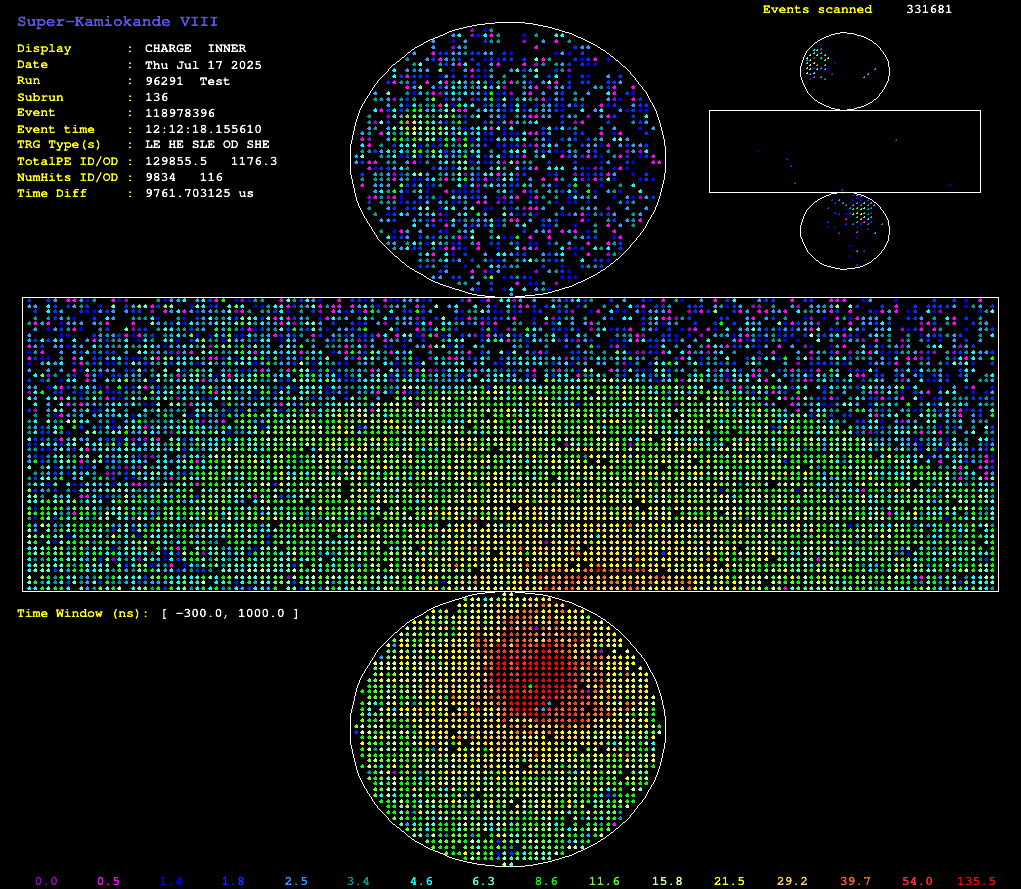 Super-Kamiokande VIII
Events scanned 331681
Display : CHARGE INNER
Date : Thu Jul 17 2025
Run : 96291 Test
Subrun : 136
Event : 118978396
Event time : 12:12:18.155610
TRG Type(s) : LE HE SLE OD SHE
TotalPE ID/OD : 129855.5 1176.3
NumHits ID/OD : 9834 116
Time Diff : 9761.703125 us
Time Window (ns): [ -300.0, 1000.0 ]
0.0 0.5 1.4 1.8 2.5 3.4 4.6 6.3 8.6 11.6 15.8 21.5 29.2 39.7 54.0 135.5